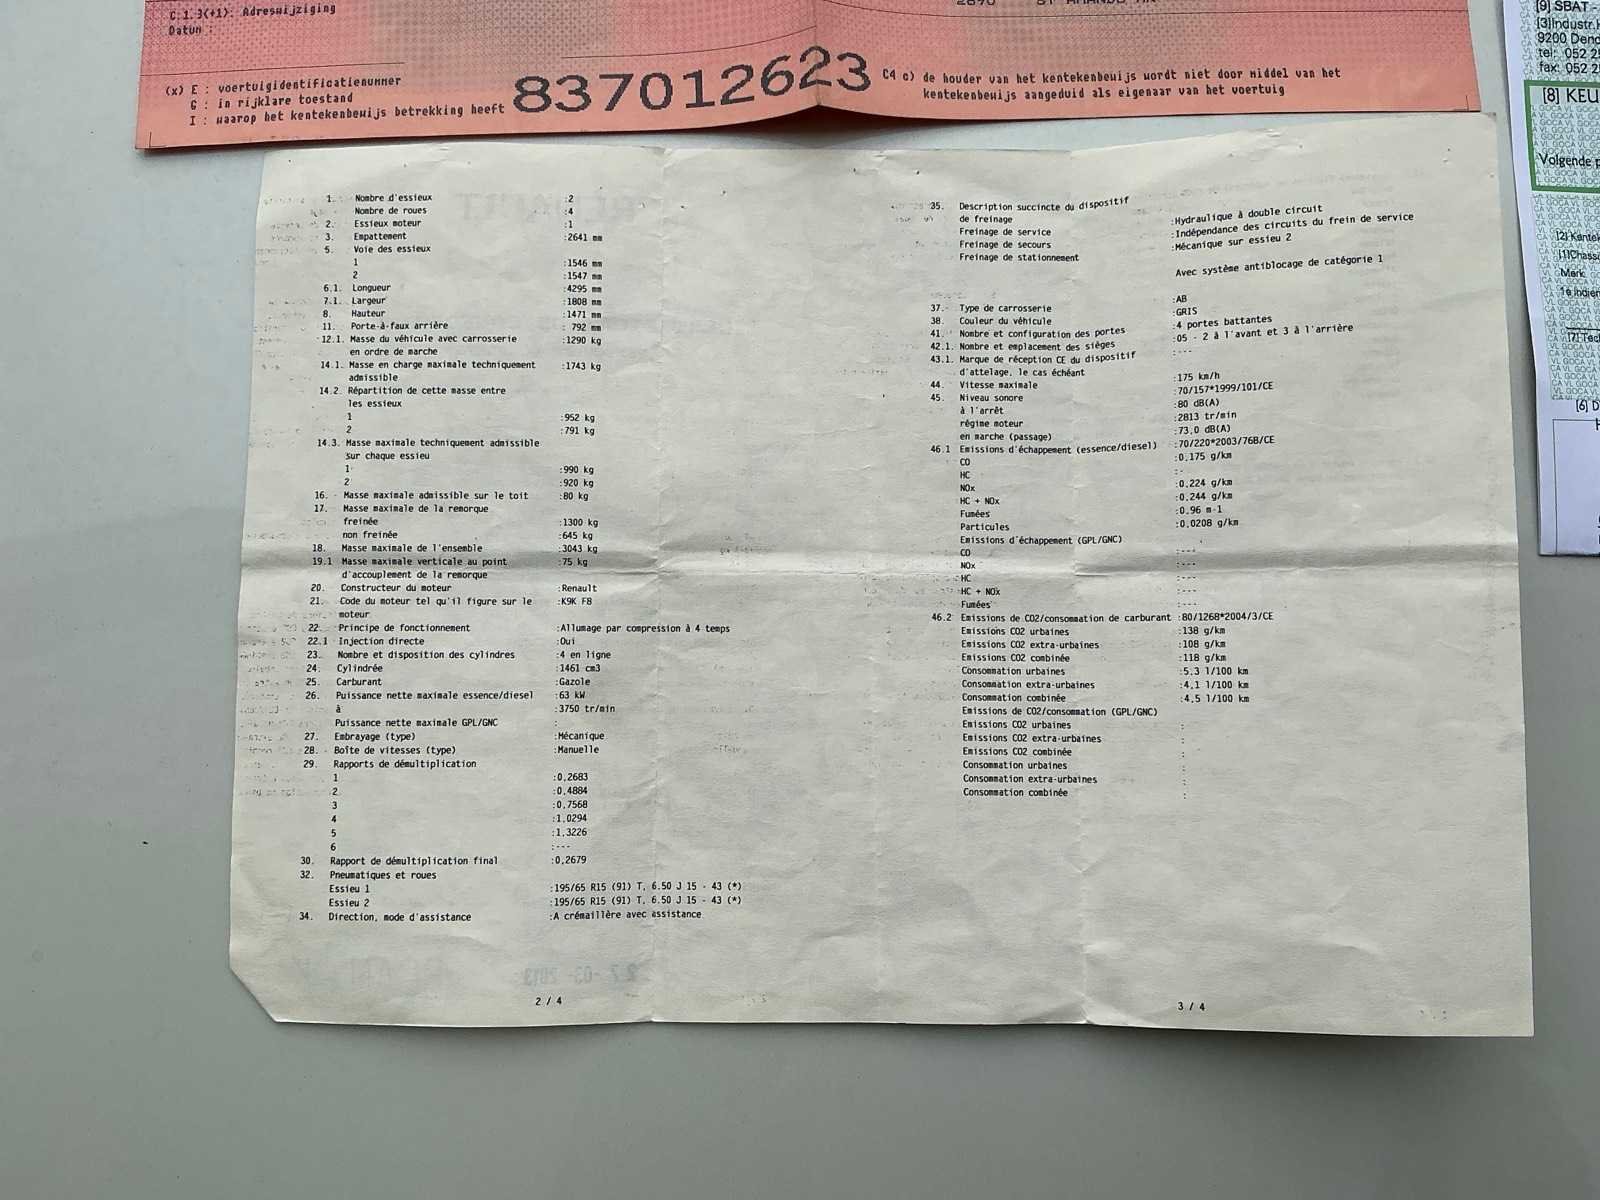 C.1.3(+1): Adreswijziging
Datum :
(x) E : voertuigidentificatienummer
G : in rijklare toestand
I : waarop het kentekenbewijs betrekking heeft
837012623
C4 c) de houder van het kentekenbewijs wordt niet door middel van het
kentekenbewijs aangeduid als eigenaar van het voertuig
[9] SBAT -
[3]Industr.
9200 Dend
tel: 052 2
fax: 052 2
[8] KEU
Volgende p
[2] Kentek
[1]Chassi
Merk
1e indien
[7] Tech
[6] D
1. Nombre d'essieux :2
Nombre de roues :4
2. Essieux moteur :1
3. Empattement :2641 mm
5. Voie des essieux
1 :1546 mm
2 :1547 mm
6.1. Longueur :4295 mm
7.1. Largeur :1808 mm
8. Hauteur :1471 mm
11. Porte-à-faux arrière : 792 mm
12.1. Masse du véhicule avec carrosserie :1290 kg
en ordre de marche
14.1. Masse en charge maximale techniquement :1743 kg
admissible
14.2. Répartition de cette masse entre
les essieux
1 :952 kg
2 :791 kg
14.3. Masse maximale techniquement admissible
sur chaque essieu
1 :990 kg
2 :920 kg
16. Masse maximale admissible sur le toit :80 kg
17. Masse maximale de la remorque
freinée :1300 kg
non freinée :645 kg
18. Masse maximale de l'ensemble :3043 kg
19.1 Masse maximale verticale au point :75 kg
d'accouplement de la remorque
20. Constructeur du moteur :Renault
21. Code du moteur tel qu'il figure sur le :K9K F8
moteur
22. Principe de fonctionnement :Allumage par compression à 4 temps
22.1 Injection directe :Oui
23. Nombre et disposition des cylindres :4 en ligne
24. Cylindrée :1461 cm3
25. Carburant :Gazole
26. Puissance nette maximale essence/diesel :63 kW
à :3750 tr/min
Puissance nette maximale GPL/GNC :
27. Embrayage (type) :Mécanique
28. Boîte de vitesses (type) :Manuelle
29. Rapports de démultiplication
1 :0,2683
2 :0,4884
3 :0,7568
4 :1,0294
5 :1,3226
6 :---
30. Rapport de démultiplication final :0,2679
32. Pneumatiques et roues
Essieu 1 :195/65 R15 (91) T, 6.50 J 15 - 43 (*)
Essieu 2 :195/65 R15 (91) T, 6.50 J 15 - 43 (*)
34. Direction, mode d'assistance :A crémaillère avec assistance
2 / 4
35. Description succincte du dispositif
de freinage :Hydraulique à double circuit
Freinage de service :Indépendance des circuits du frein de service
Freinage de secours :Mécanique sur essieu 2
Freinage de stationnement
Avec système antiblocage de catégorie 1
37. Type de carrosserie :AB
38. Couleur du véhicule :GRIS
41. Nombre et configuration des portes :4 portes battantes
42.1. Nombre et emplacement des sièges :05 - 2 à l'avant et 3 à l'arrière
43.1. Marque de réception CE du dispositif :---
d'attelage, le cas échéant
44. Vitesse maximale :175 km/h
45. Niveau sonore :70/157*1999/101/CE
à l'arrêt :80 dB(A)
régime moteur :2813 tr/min
en marche (passage) :73,0 dB(A)
46.1 Emissions d'échappement (essence/diesel) :70/220*2003/76B/CE
CO :0,175 g/km
HC :-
NOx :0,224 g/km
HC + NOx :0,244 g/km
Fumées :0,96 m-1
Particules :0,0208 g/km
Emissions d'échappement (GPL/GNC)
CO :---
NOx :---
HC :---
HC + NOx :---
Fumées :---
46.2 Emissions de CO2/consommation de carburant :80/1268*2004/3/CE
Emissions CO2 urbaines :138 g/km
Emissions CO2 extra-urbaines :108 g/km
Emissions CO2 combinée :118 g/km
Consommation urbaines :5,3 l/100 km
Consommation extra-urbaines :4,1 l/100 km
Consommation combinée :4,5 l/100 km
Emissions de CO2/consommation (GPL/GNC)
Emissions CO2 urbaines :
Emissions CO2 extra-urbaines :
Emissions CO2 combinée :
Consommation urbaines :
Consommation extra-urbaines :
Consommation combinée :
3 / 4